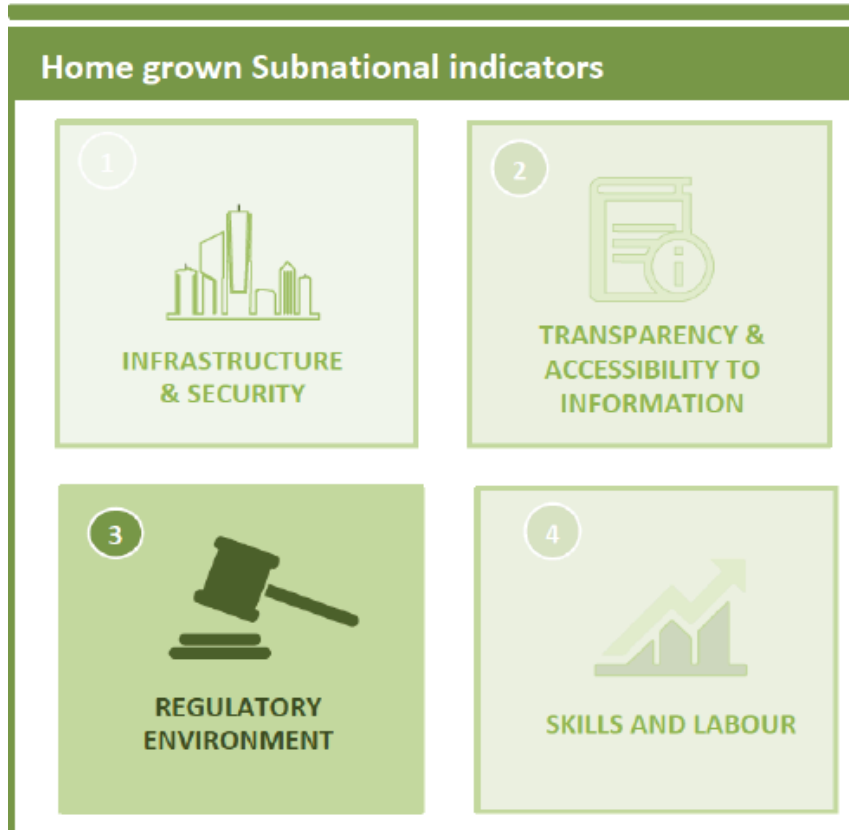 Home grown Subnational indicators
1
INFRASTRUCTURE
& SECURITY
2
TRANSPARENCY &
ACCESSIBILITY TO
INFORMATION
3
REGULATORY
ENVIRONMENT
4
SKILLS AND LABOUR